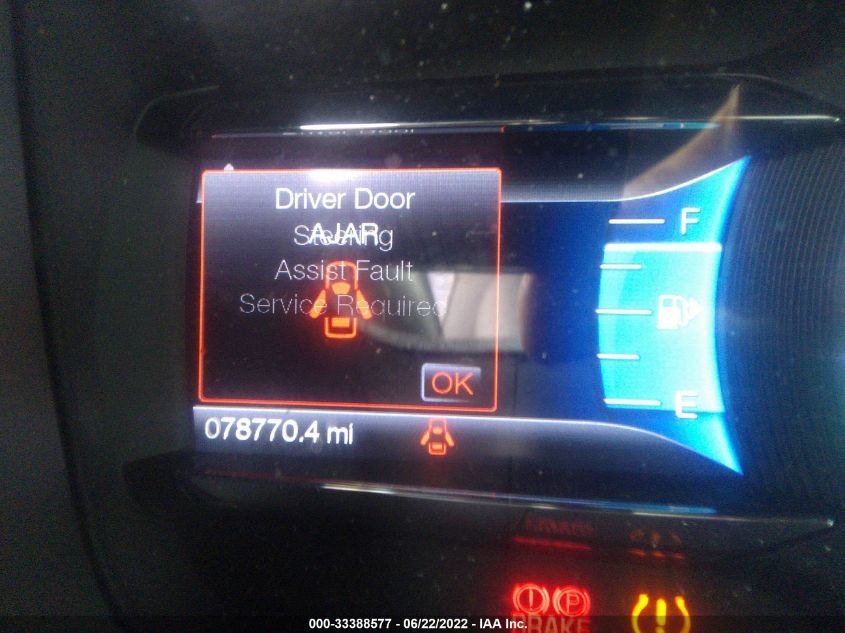 Driver Door
AJAR
Steering
Assist Fault
Service Required
OK
F
E
078770.4 mi
BRAKE
000-33388577 - 06/22/2022 - IAA Inc.